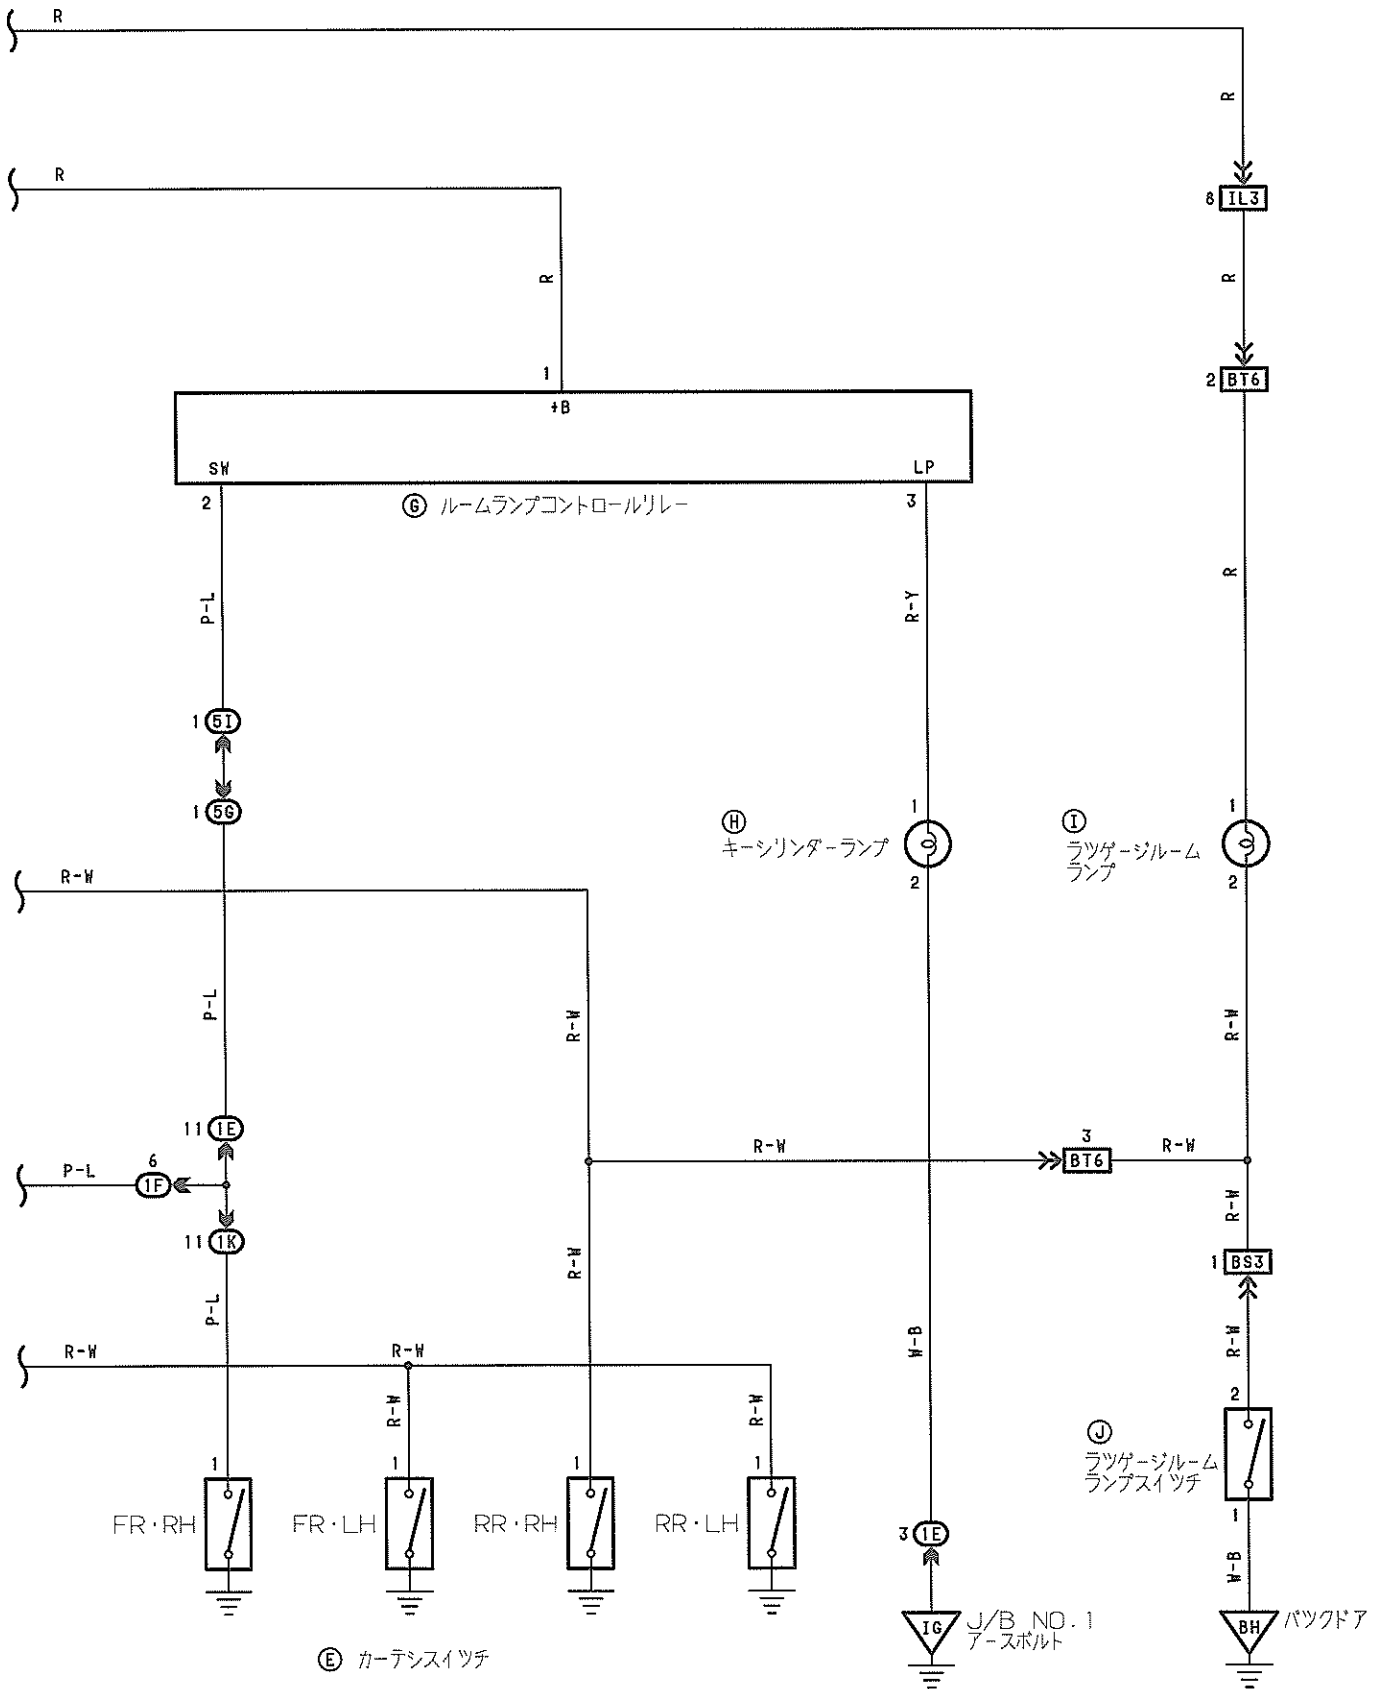 R
R
8 IL3
R
R
R
2 BT6
1
+B
SW
LP
2
Ⓖ ルームランプコントロールリレー
3
P-L
R-Y
R
1 5I
1 5G
Ⓗ
キーシリンダーランプ
1
2
Ⓘ
ラツゲージルーム
ランプ
1
2
R-W
P-L
R-W
R-W
11 1E
P-L
6
1F
11 1K
R-W
3
BT6
R-W
R-W
1 BS3
P-L
R-W
W-B
R-W
R-W
R-W
R-W
R-W
2
Ⓙ
ラツゲージルーム
ランプスイツチ
1
1
1
1
1
FR・RH
FR・LH
RR・RH
RR・LH
3 1E
W-B
IG
J/B NO.1
アースボルト
BH
バツクドア
Ⓔ カーテシスイツチ